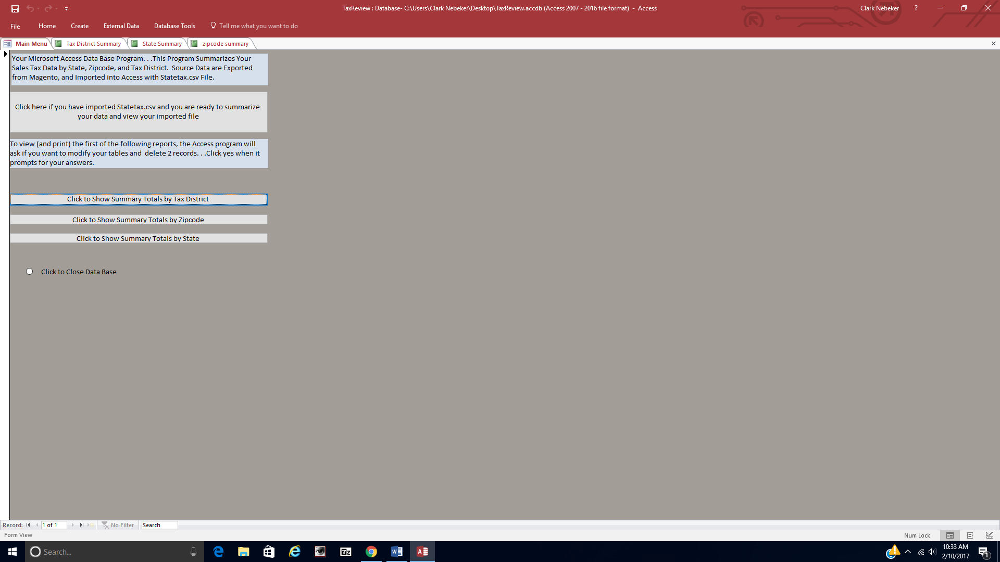 TaxReview : Database- C:\Users\Clark Nebeker\Desktop\TaxReview.accdb (Access 2007 - 2016 file format) - Access
Clark Nebeker
?
File Home Create External Data Database Tools Tell me what you want to do
Main Menu Tax District Summary State Summary zipcode summary
Your Microsoft Access Data Base Program. . .This Program Summarizes Your
Sales Tax Data by State, Zipcode, and Tax District. Source Data are Exported
from Magento, and Imported into Access with Statetax.csv File.
Click here if you have imported Statetax.csv and you are ready to summarize
your data and view your imported file
To view (and print) the first of the following reports, the Access program will
ask if you want to modify your tables and delete 2 records. . .Click yes when it
prompts for your answers.
Click to Show Summary Totals by Tax District
Click to Show Summary Totals by Zipcode
Click to Show Summary Totals by State
Click to Close Data Base
Record: 1 of 1 No Filter Search
Form View
Num Lock
Search...
7z
10:33 AM
2/10/2017
1